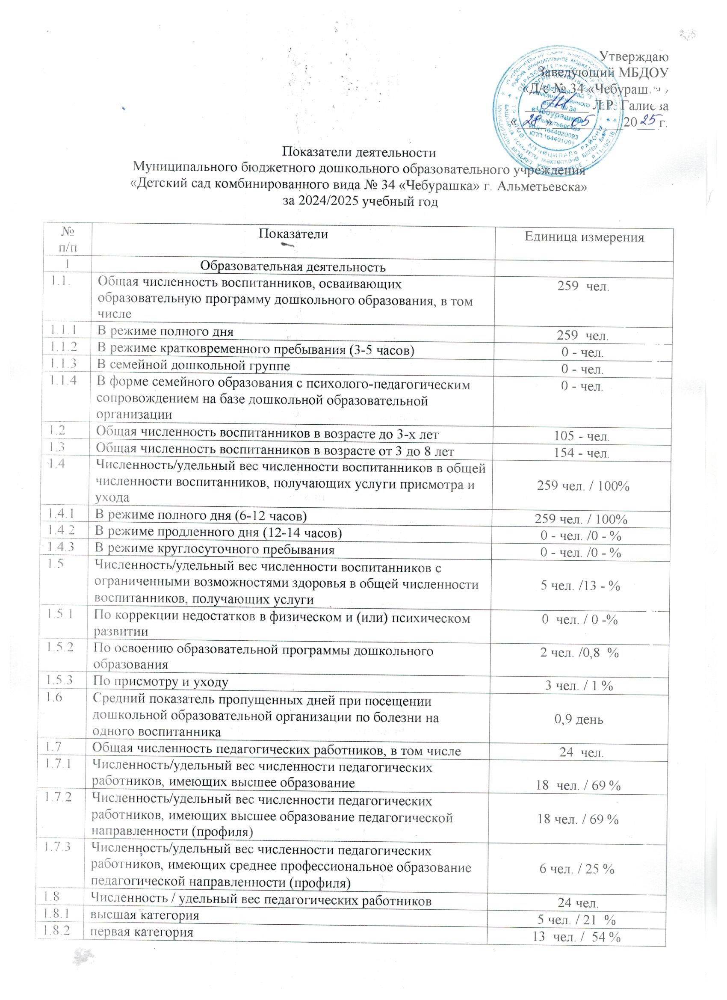 Утверждаю
Заведующий МБДОУ
«Д/с № 34 «Чебураш
Л.Р. Галиева
« 28 » 05 2025 г.
Детский сад
комбинированного
вида № 34
«Чебурашка»
г. Альметьевска»
ИНН 1644020093
КПП 164401001
Показатели деятельности
Муниципального бюджетного дошкольного образовательного учреждения
«Детский сад комбинированного вида № 34 «Чебурашка» г. Альметьевска»
за 2024/2025 учебный год
№ Показатели Единица измерения
п/п
1 Образовательная деятельность
1.1. Общая численность воспитанников, осваивающих 259 чел.
образовательную программу дошкольного образования, в том
числе
1.1.1 В режиме полного дня 259 чел.
1.1.2 В режиме кратковременного пребывания (3-5 часов) 0 - чел.
1.1.3 В семейной дошкольной группе 0 - чел.
1.1.4 В форме семейного образования с психолого-педагогическим 0 - чел.
сопровождением на базе дошкольной образовательной
организации
1.2 Общая численность воспитанников в возрасте до 3-х лет 105 - чел.
1.3 Общая численность воспитанников в возрасте от 3 до 8 лет 154 - чел.
1.4 Численность/удельный вес численности воспитанников в общей
численности воспитанников, получающих услуги присмотра и 259 чел. / 100%
ухода
1.4.1 В режиме полного дня (6-12 часов) 259 чел. / 100%
1.4.2 В режиме продленного дня (12-14 часов) 0 - чел. /0 - %
1.4.3 В режиме круглосуточного пребывания 0 - чел. /0 - %
1.5 Численность/удельный вес численности воспитанников с
ограниченными возможностями здоровья в общей численности 5 чел. /13 - %
воспитанников, получающих услуги
1.5.1 По коррекции недостатков в физическом и (или) психическом 0 чел. / 0 -%
развитии
1.5.2 По освоению образовательной программы дошкольного 2 чел. /0,8 %
образования
1.5.3 По присмотру и уходу 3 чел. / 1 %
1.6 Средний показатель пропущенных дней при посещении
дошкольной образовательной организации по болезни на 0,9 день
одного воспитанника
1.7 Общая численность педагогических работников, в том числе 24 чел.
1.7.1 Численность/удельный вес численности педагогических
работников, имеющих высшее образование 18 чел. / 69 %
1.7.2 Численность/удельный вес численности педагогических
работников, имеющих высшее образование педагогической 18 чел. / 69 %
направленности (профиля)
1.7.3 Численность/удельный вес численности педагогических
работников, имеющих среднее профессиональное образование 6 чел. / 25 %
педагогической направленности (профиля)
1.8 Численность / удельный вес педагогических работников 24 чел.
1.8.1 высшая категория 5 чел. / 21 %
1.8.2 первая категория 13 чел. / 54 %